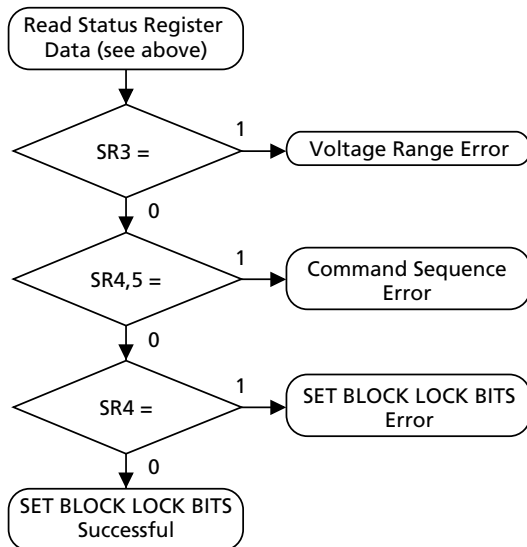 Read Status Register
Data (see above)
1
SR3 =
Voltage Range Error
0
1
SR4,5 =
Command Sequence
Error
0
1
SR4 =
SET BLOCK LOCK BITS
Error
0
SET BLOCK LOCK BITS
Successful